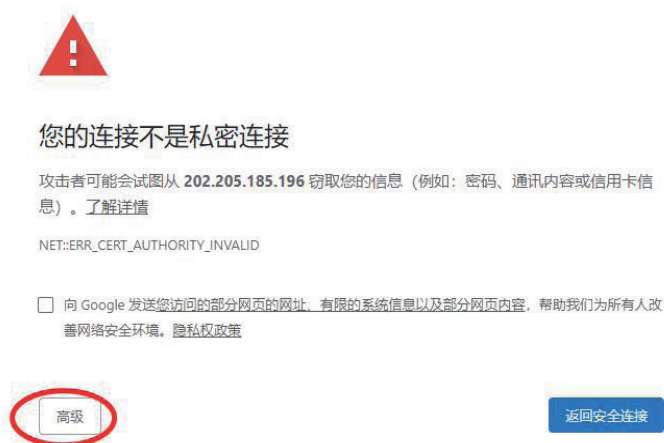 您的连接不是私密连接
攻击者可能会试图从 202.205.185.196 窃取您的信息（例如：密码、通讯内容或信用卡信
息）。了解详情
NET::ERR_CERT_AUTHORITY_INVALID
向 Google 发送您访问的部分网页的网址、有限的系统信息以及部分网页内容，帮助我们为所有人改
善网络安全环境。隐私权政策
高级
返回安全连接